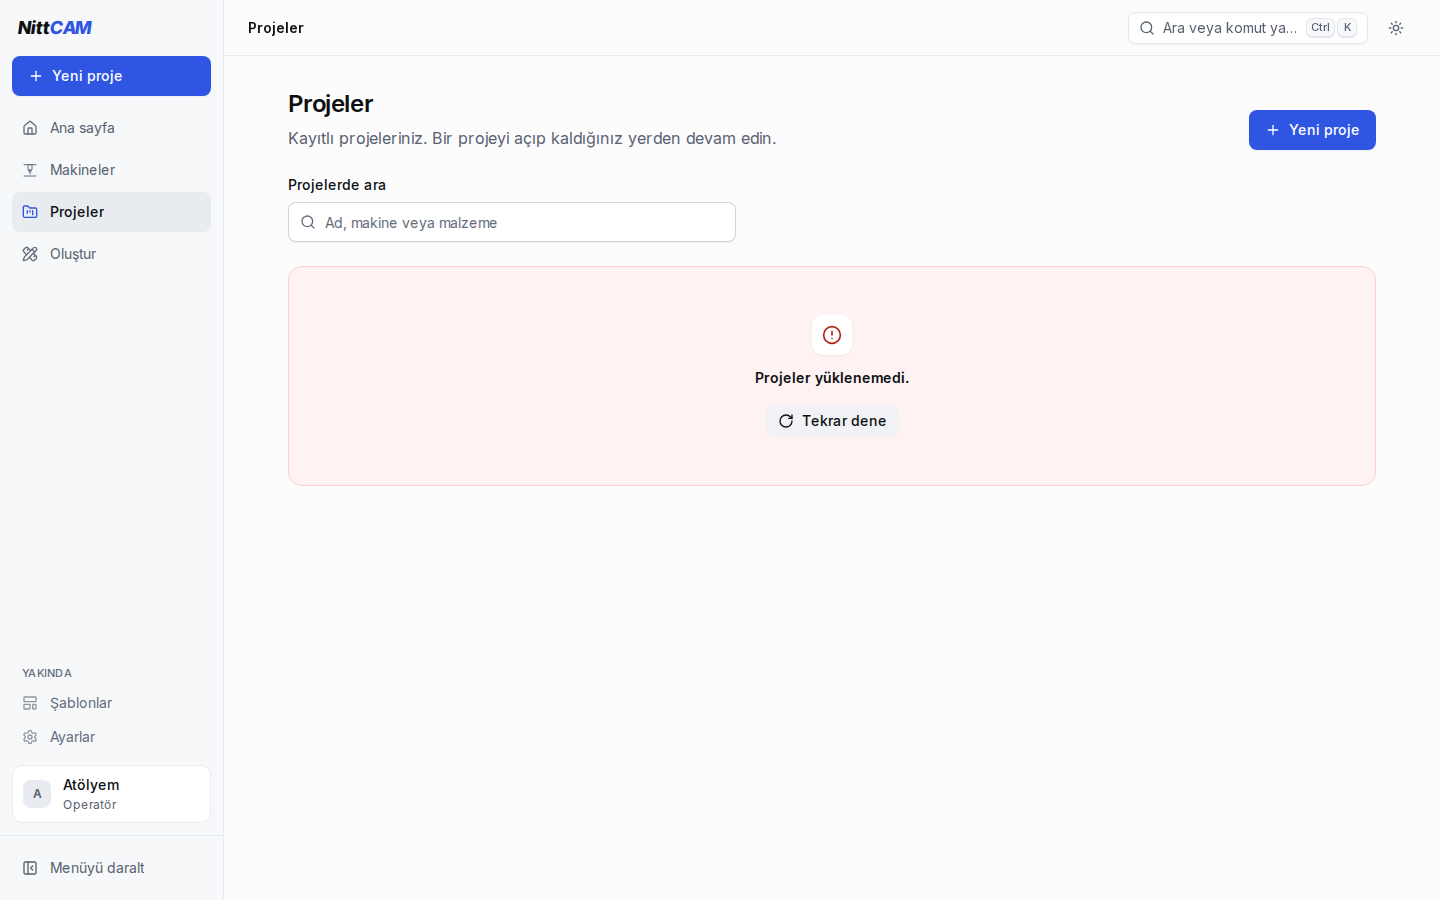 NittCAM
Yeni proje
Ana sayfa
Makineler
Projeler
Oluştur
YAKINDA
Şablonlar
Ayarlar
A
Atölyem
Operatör
Menüyü daralt
Projeler
Ara veya komut ya... Ctrl K
Projeler
Kayıtlı projeleriniz. Bir projeyi açıp kaldığınız yerden devam edin.
Yeni proje
Projelerde ara
Ad, makine veya malzeme
Projeler yüklenemedi.
Tekrar dene